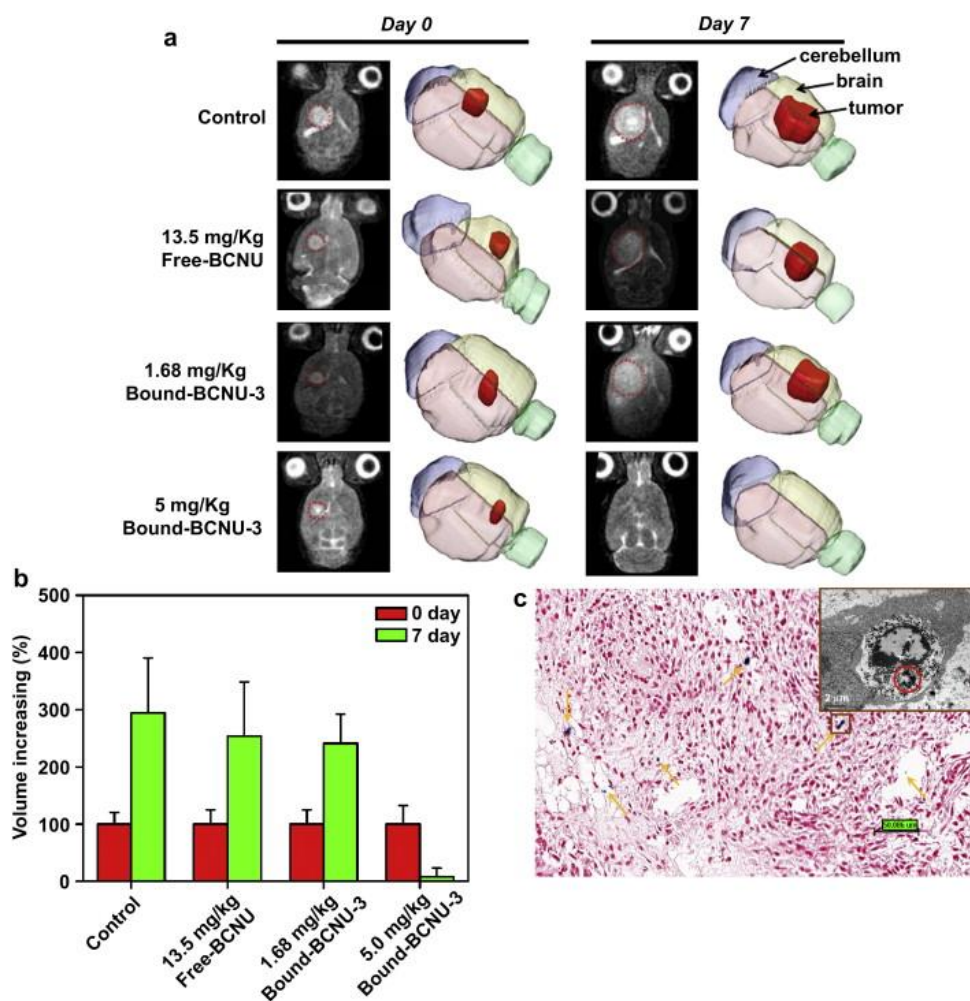 a
Day 0
Day 7
cerebellum
brain
tumor
Control
13.5 mg/Kg
Free-BCNU
1.68 mg/Kg
Bound-BCNU-3
5 mg/Kg
Bound-BCNU-3
b
Volume increasing (%)
500
400
300
200
100
0
0 day
7 day
Control
13.5 mg/kg
Free-BCNU
1.68 mg/kg
Bound-BCNU-3
5.0 mg/kg
Bound-BCNU-3
c
2 μm